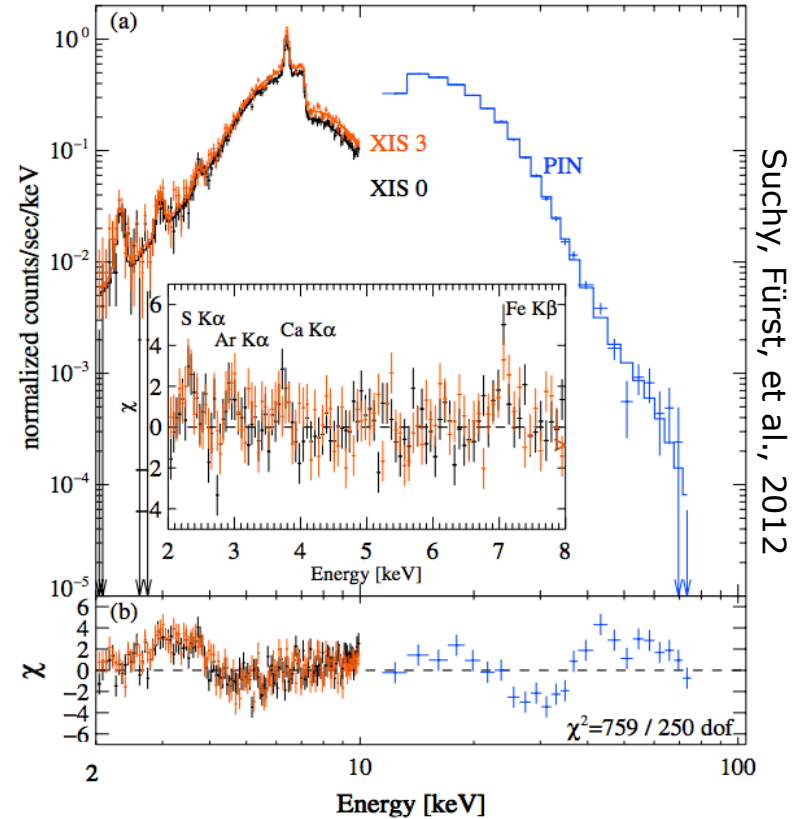 (a)
10^0
10^-1
10^-2
10^-3
10^-4
10^-5
normalized counts/sec/keV
XIS 3
XIS 0
PIN
Suchy, Fürst, et al., 2012
6
4
2
0
2
4
χ
S Kα
Ar Kα
Ca Kα
Fe Kβ
2 3 4 5 6 7 8
Energy [keV]
(b)
6
4
2
0
-2
-4
-6
χ
χ²=759 / 250 dof
2 10 100
Energy [keV]